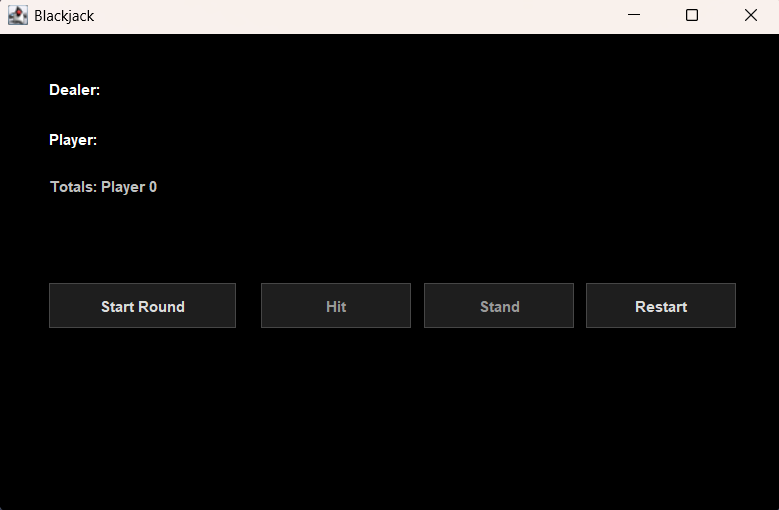 Blackjack
Dealer:
Player:
Totals: Player 0
Start Round Hit Stand Restart